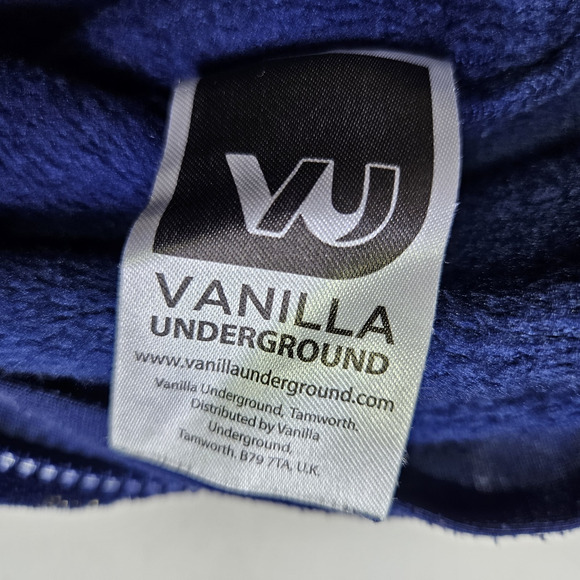 VU
VANILLA
UNDERGROUND
www.vanillaunderground.com
Vanilla Underground, Tamworth.
Distributed by Vanilla
Underground,
Tamworth. B79 7TA. U.K.